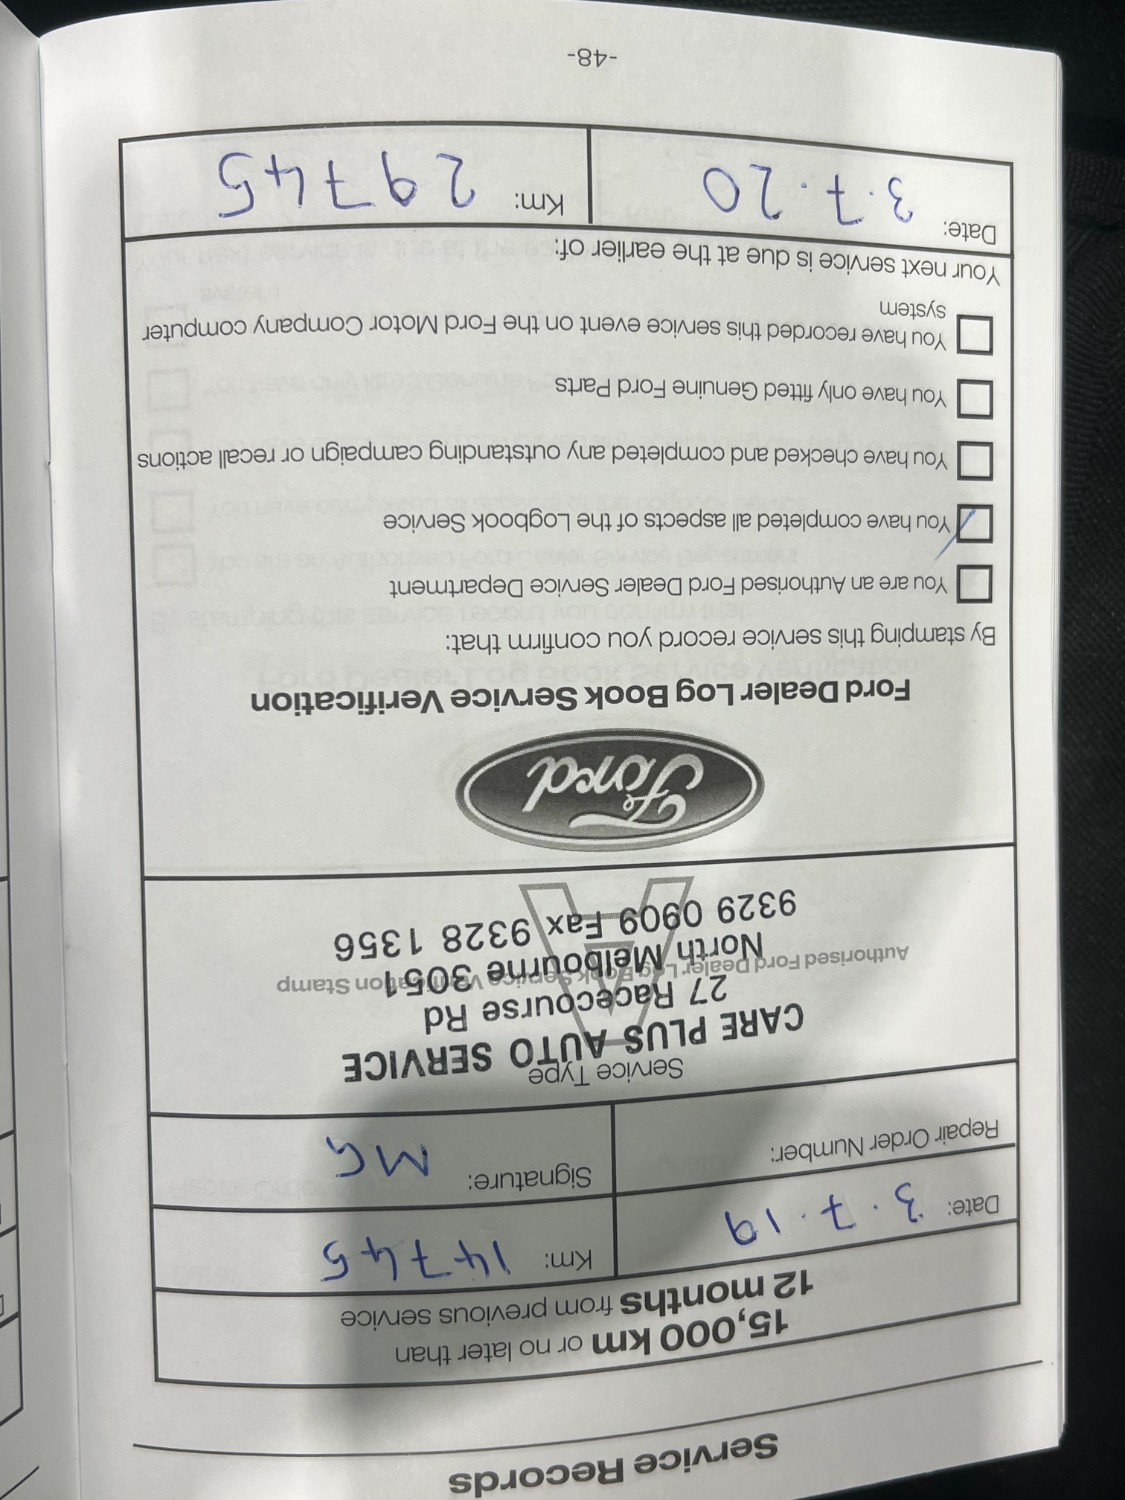 Service Records
15,000 km or no later than
12 months from previous service
Date: 3.7.19
Km: 14745
Repair Order Number:
Signature: MG
Service Type
CARE PLUS AUTO SERVICE
27 Racecourse Rd
Authorised Ford Dealer Log Book Service Verification Stamp
North Melbourne 3051
9329 0909 Fax 9328 1356
Ford
Ford Dealer Log Book Service Verification
By stamping this service record you confirm that:
You are an Authorised Ford Dealer Service Department
You have completed all aspects of the Logbook Service
You have checked and completed any outstanding campaign or recall actions
You have only fitted Genuine Ford Parts
You have recorded this service event on the Ford Motor Company computer
system
Your next service is due at the earlier of:
Date: 3.7.20
Km: 29745
-48-